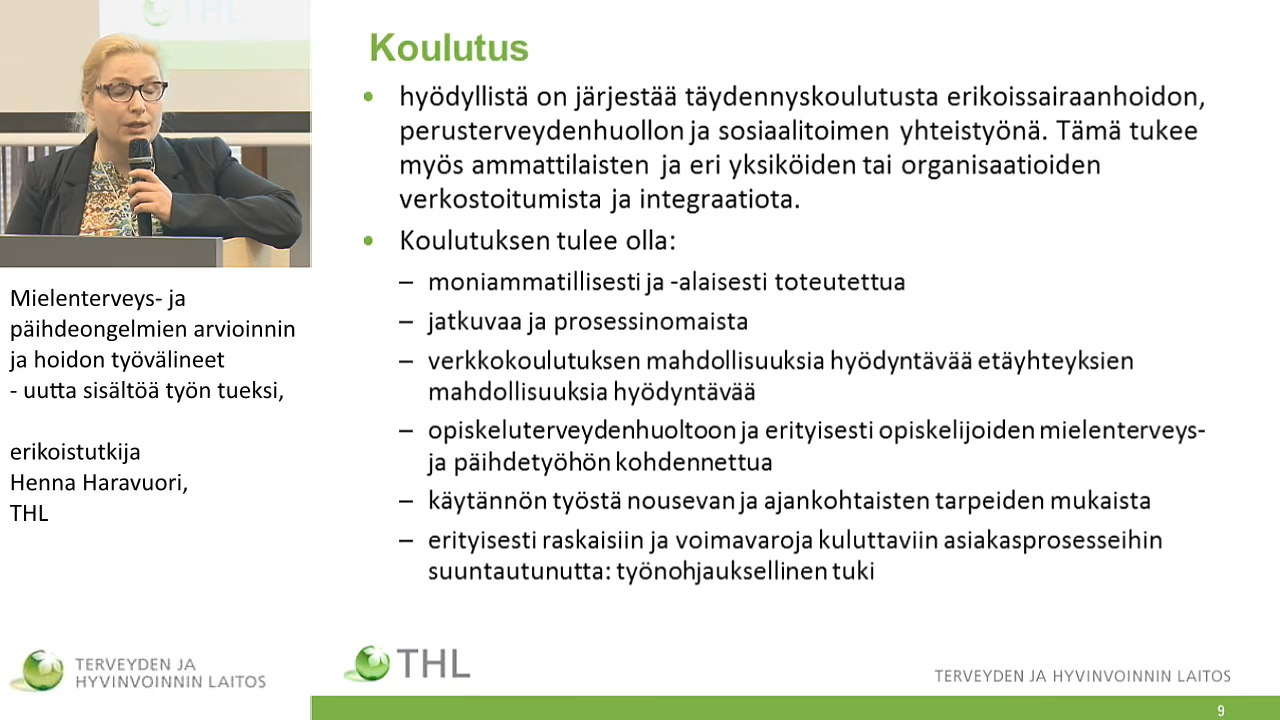 THL
Mielenterveys- ja
päihdeongelmien arvioinnin
ja hoidon työvälineet
- uutta sisältöä työn tueksi,
erikoistutkija
Henna Haravuori,
THL
TERVEYDEN JA
HYVINVOINNIN LAITOS
Koulutus
• hyödyllistä on järjestää täydennyskoulutusta erikoissairaanhoidon,
perusterveydenhuollon ja sosiaalitoimen yhteistyönä. Tämä tukee
myös ammattilaisten ja eri yksiköiden tai organisaatioiden
verkostoitumista ja integraatiota.
• Koulutuksen tulee olla:
– moniammatillisesti ja -alaisesti toteutettua
– jatkuvaa ja prosessinomaista
– verkkokoulutuksen mahdollisuuksia hyödyntävää etäyhteyksien
mahdollisuuksia hyödyntävää
– opiskeluterveydenhuoltoon ja erityisesti opiskelijoiden mielenterveys-
ja päihdetyöhön kohdennettua
– käytännön työstä nousevan ja ajankohtaisten tarpeiden mukaista
– erityisesti raskaisiin ja voimavaroja kuluttaviin asiakasprosesseihin
suuntautunutta: työnohjauksellinen tuki
THL
TERVEYDEN JA HYVINVOINNIN LAITOS
9